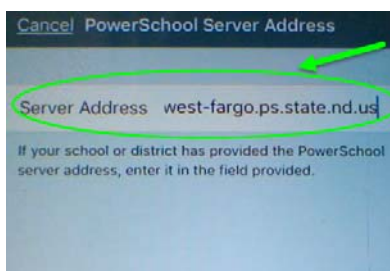 Cancel PowerSchool Server Address
Server Address west-fargo.ps.state.nd.us
If your school or district has provided the PowerSchool
server address, enter it in the field provided.